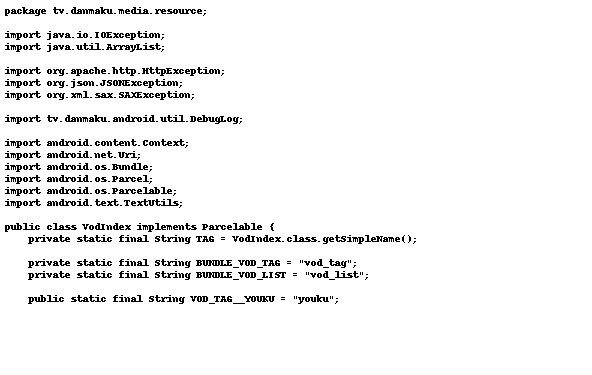 package tv.danmaku.media.resource;

import java.io.IOException;
import java.util.ArrayList;

import org.apache.http.HttpException;
import org.json.JSONException;
import org.xml.sax.SAXException;

import tv.danmaku.android.util.DebugLog;

import android.content.Context;
import android.net.Uri;
import android.os.Bundle;
import android.os.Parcel;
import android.os.Parcelable;
import android.text.TextUtils;

public class VodIndex implements Parcelable {
    private static final String TAG = VodIndex.class.getSimpleName();

    private static final String BUNDLE_VOD_TAG = "vod_tag";
    private static final String BUNDLE_VOD_LIST = "vod_list";

    public static final String VOD_TAG__YOUKU = "youku";